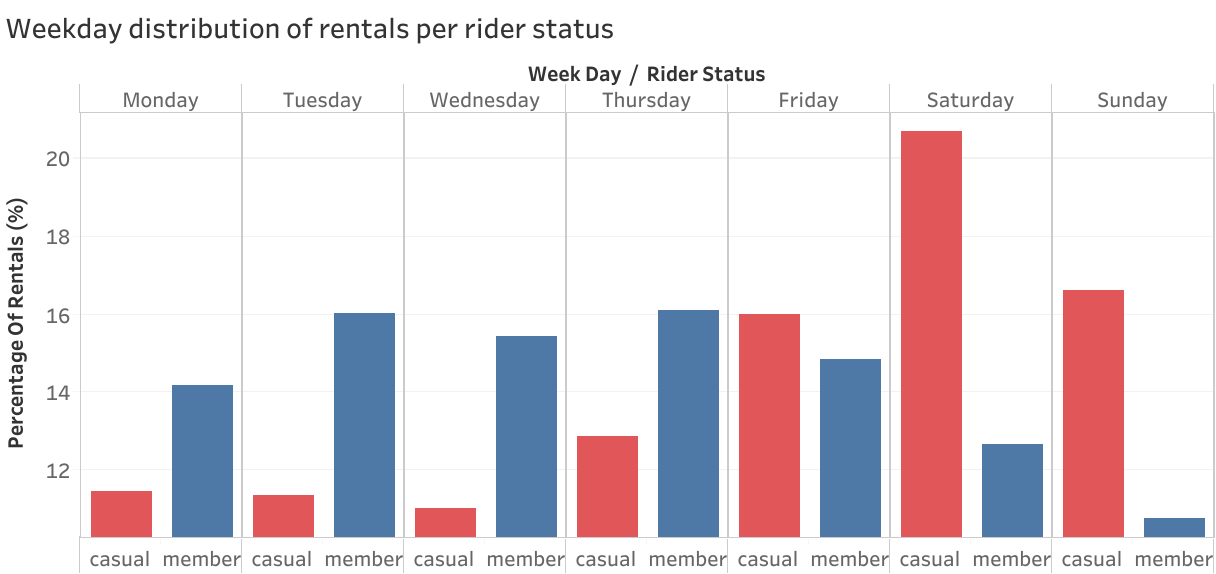 Weekday distribution of rentals per rider status
Week Day / Rider Status
Monday Tuesday Wednesday Thursday Friday Saturday Sunday
Percentage Of Rentals (%)
20
18
16
14
12
casual member casual member casual member casual member casual member casual member casual member